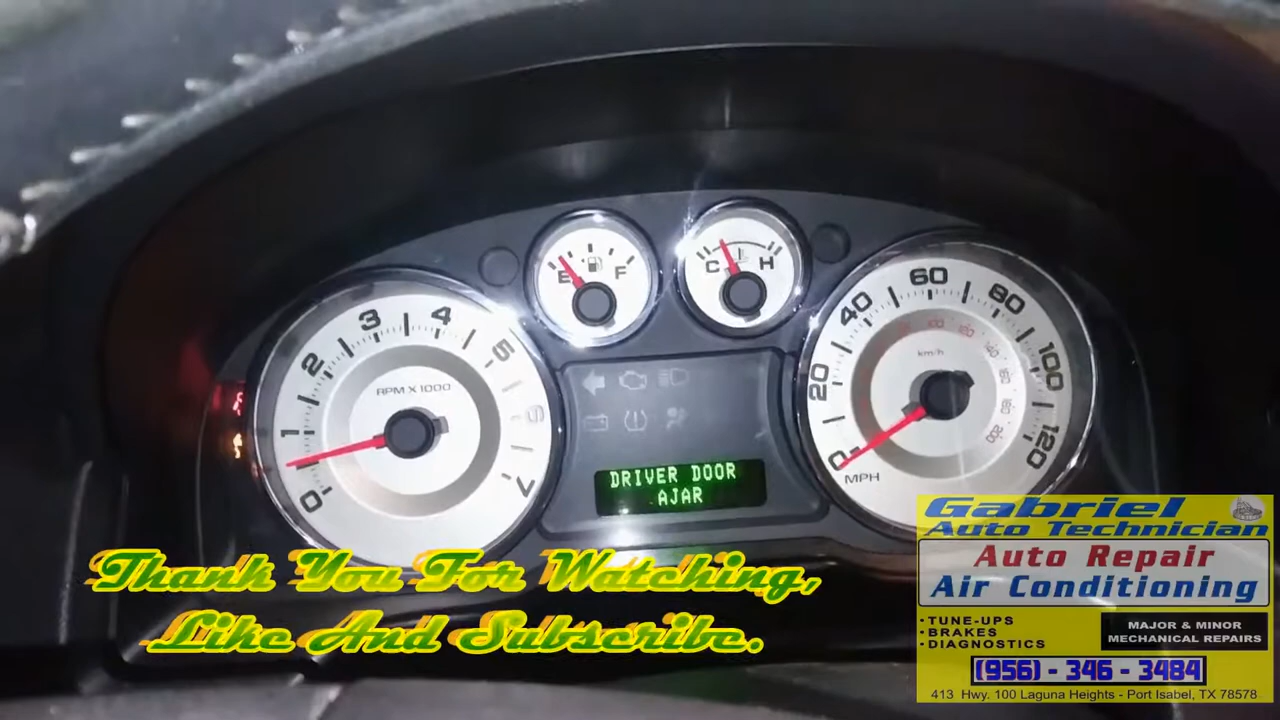 E F
C H
3 4
2 5
1 6
0 7
RPM X 1000
60
40 80
20 100
0 120
km/h
MPH
DRIVER DOOR
AJAR
Thank You For Watching,
Like And Subscribe.
Gabriel
Auto Technician
Auto Repair
Air Conditioning
• TUNE-UPS
• BRAKES
• DIAGNOSTICS
MAJOR & MINOR
MECHANICAL REPAIRS
(956) - 346 - 3484
413 Hwy. 100 Laguna Heights - Port Isabel, TX 78578